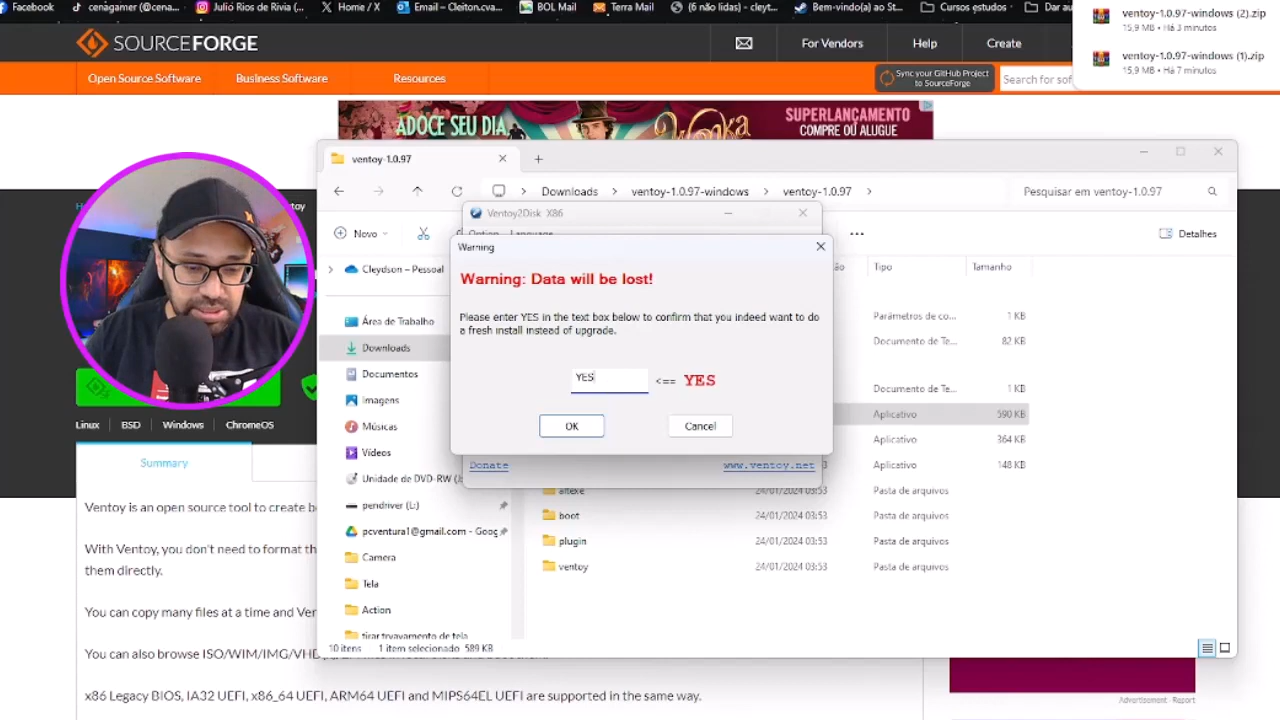 Facebook
cenagamer (@cena...
Julio Rios de Rivia (...
Home / X
Email – Cleiton.cva...
BOL Mail
Terra Mail
(6 não lidas) - cleyt...
Bem-vindo(a) ao St...
Cursos estudos
Dar au
ventoy-1.0.97-windows (2).zip
15,9 MB • Há 3 minutos
ventoy-1.0.97-windows (1).zip
15,9 MB • Há 7 minutos
SOURCEFORGE
For Vendors
Help
Create
Open Source Software
Business Software
Resources
Sync your GitHub Project
to SourceForge
Search for sof
ADOCE SEU DIA
Wonka
SUPERLANÇAMENTO
COMPRE OU ALUGUE
ventoy-1.0.97
Downloads
ventoy-1.0.97-windows
ventoy-1.0.97
Pesquisar em ventoy-1.0.97
Novo
Detalhes
Ventoy2Disk X86
Option Language
Warning
Warning: Data will be lost!
Please enter YES in the text box below to confirm that you indeed want to do
a fresh install instead of upgrade.
YES
<== YES
OK
Cancel
Donate
www.ventoy.net
ão
Tipo
Tamanho
Parâmetros de co...
1 KB
Documento de Te...
82 KB
Documento de Te...
1 KB
Aplicativo
590 KB
Aplicativo
364 KB
Aplicativo
148 KB
altexe
24/01/2024 03:53
Pasta de arquivos
boot
24/01/2024 03:53
Pasta de arquivos
plugin
24/01/2024 03:53
Pasta de arquivos
ventoy
24/01/2024 03:53
Pasta de arquivos
Cleydson – Pessoal
Área de Trabalho
Downloads
Documentos
Imagens
Músicas
Vídeos
Unidade de DVD-RW
pendriver (L:)
pcventura1@gmail.com - Goog
Camera
Tela
Action
tirar trvavamento de tela
10 itens
1 item selecionado 589 KB
Linux
BSD
Windows
ChromeOS
Summary
Ventoy is an open source tool to create b
With Ventoy, you don't need to format th
them directly.
You can copy many files at a time and Ven
You can also browse ISO/WIM/IMG/VHD
x86 Legacy BIOS, IA32 UEFI, x86_64 UEFI, ARM64 UEFI and MIPS64EL UEFI are supported in the same way.
Advertisement - Report